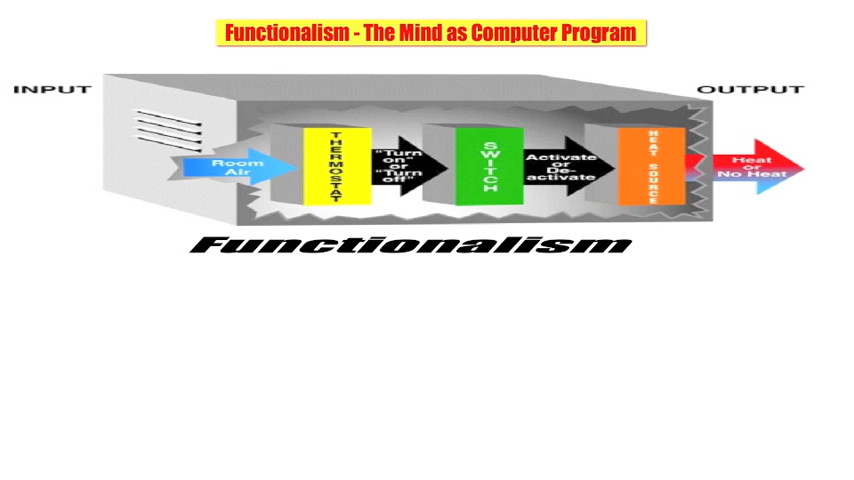 Functionalism - The Mind as Computer Program
INPUT
OUTPUT
Room
Air
THERMOSTAT
"Turn
on"
or
"Turn
off"
SWITCH
Activate
or
De-
activate
HEAT SOURCE
Heat
or
No Heat
Functionalism